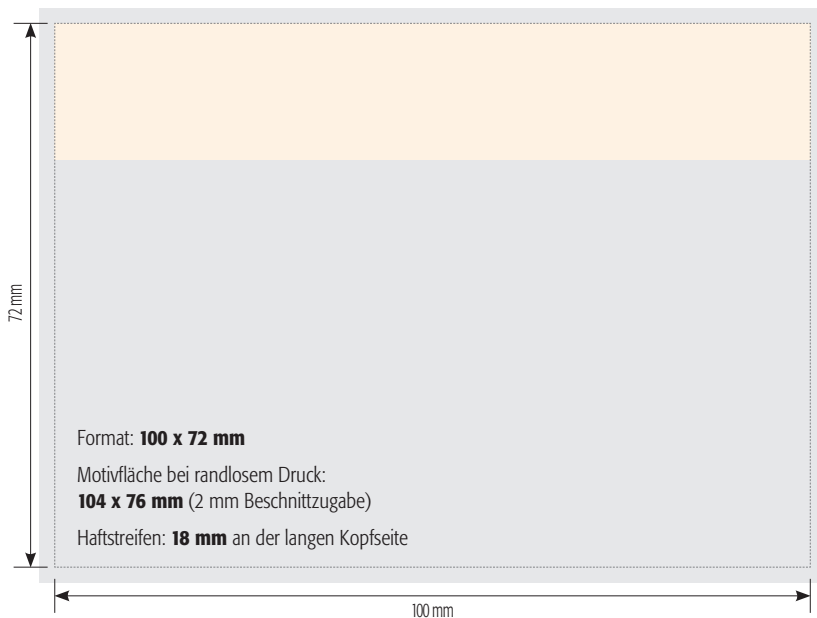 72 mm
Format: 100 x 72 mm
Motivfläche bei randlosem Druck:
104 x 76 mm (2 mm Beschnittzugabe)
Haftstreifen: 18 mm an der langen Kopfseite
100 mm